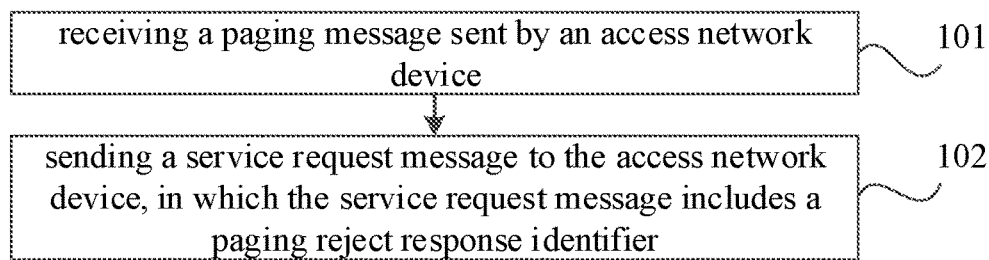 receiving a paging message sent by an access network
device
101
sending a service request message to the access network
device, in which the service request message includes a
paging reject response identifier
102